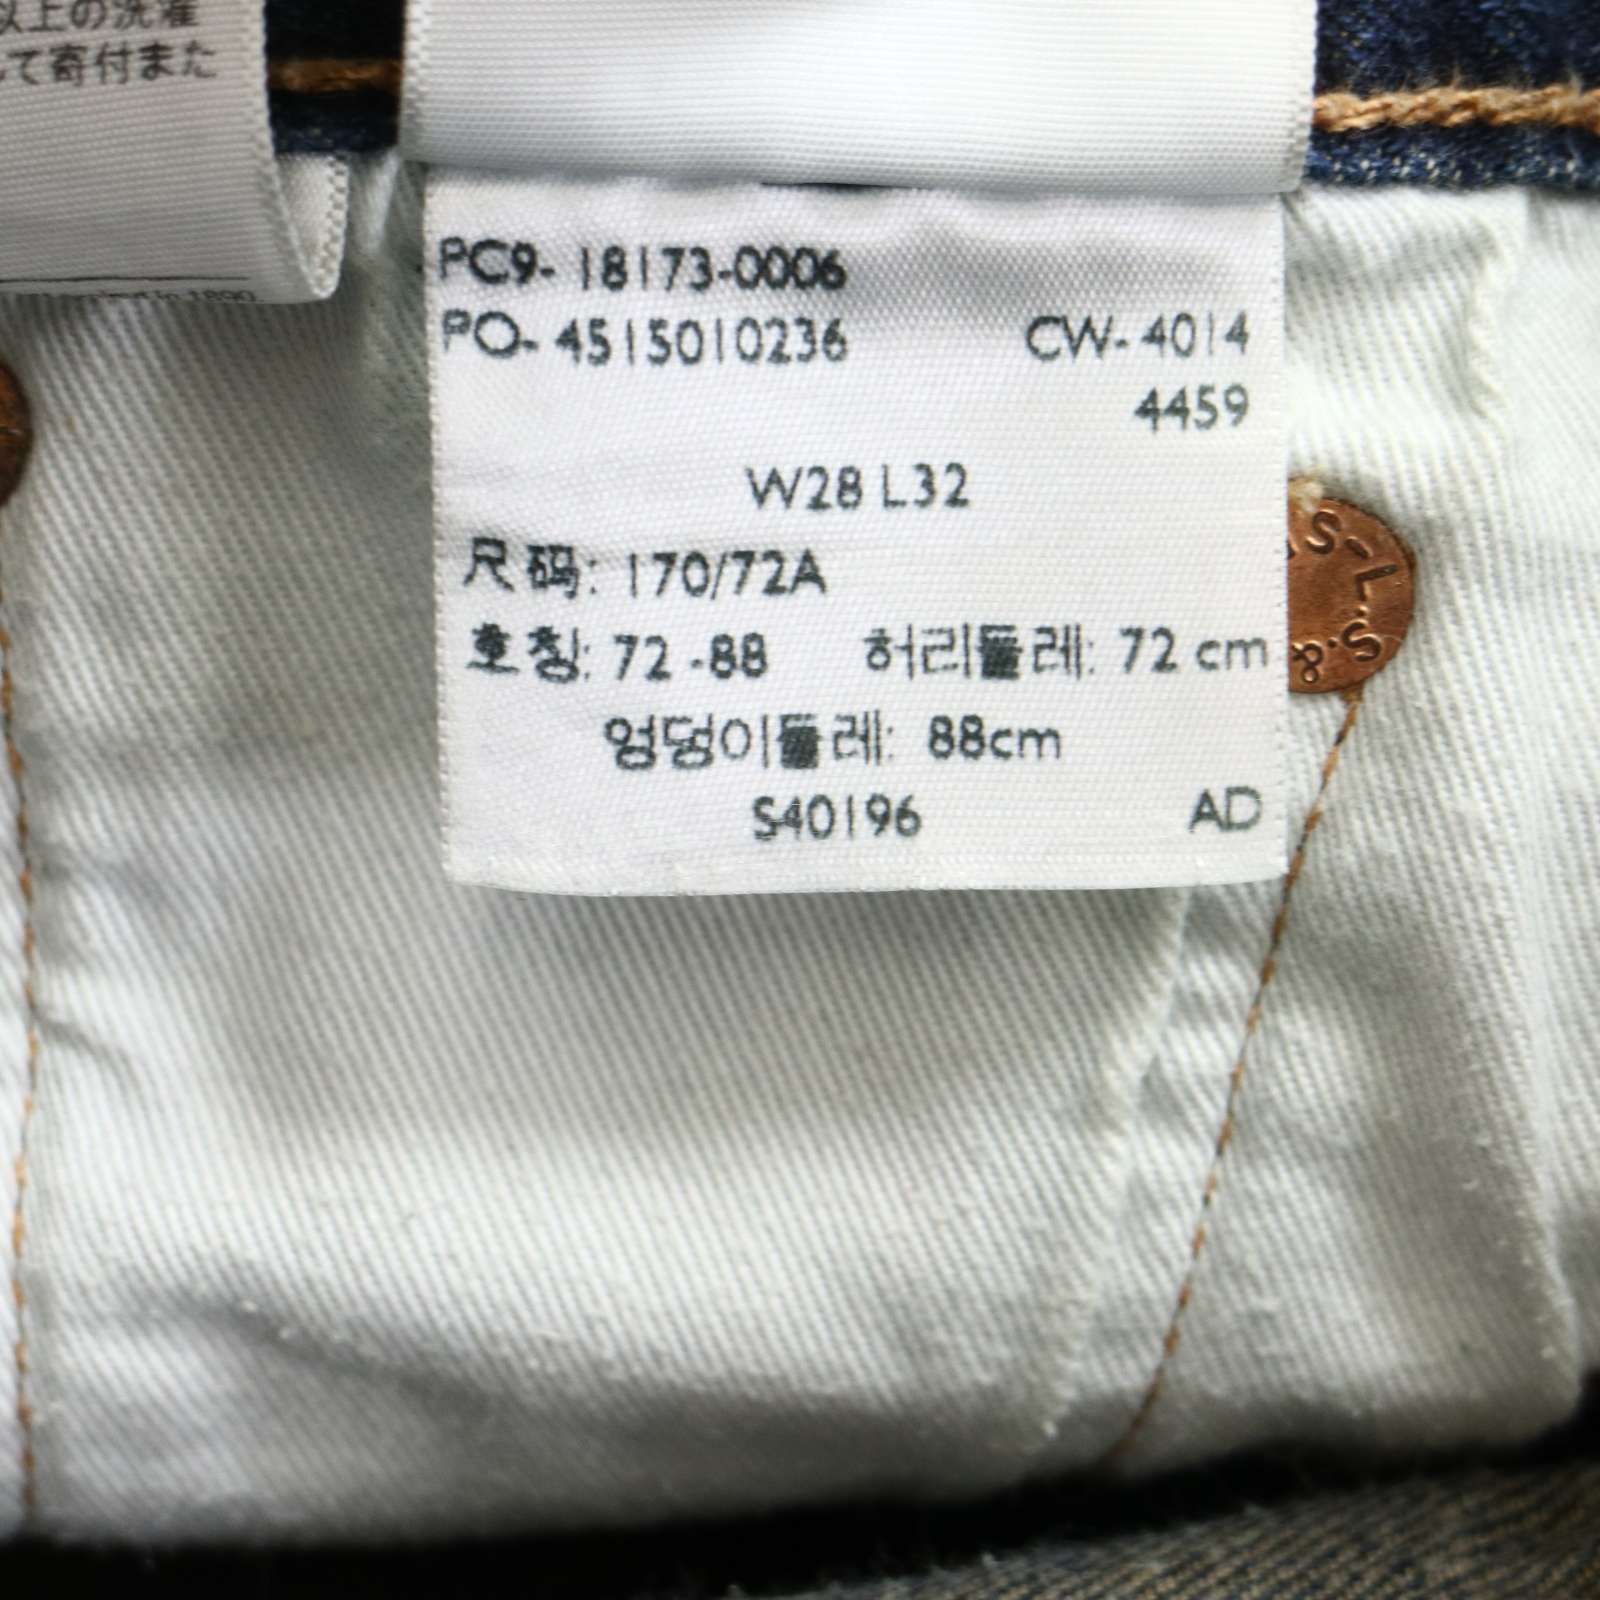 以上の洗濯
て寄付また
in 1890.
PC9- 18173-0006
PO- 4515010236 CW- 4014
4459
W28 L32
尺码: 170/72A
호칭: 72 -88 허리둘레: 72 cm
엉덩이둘레: 88cm
S40196 AD
S-L.S.&